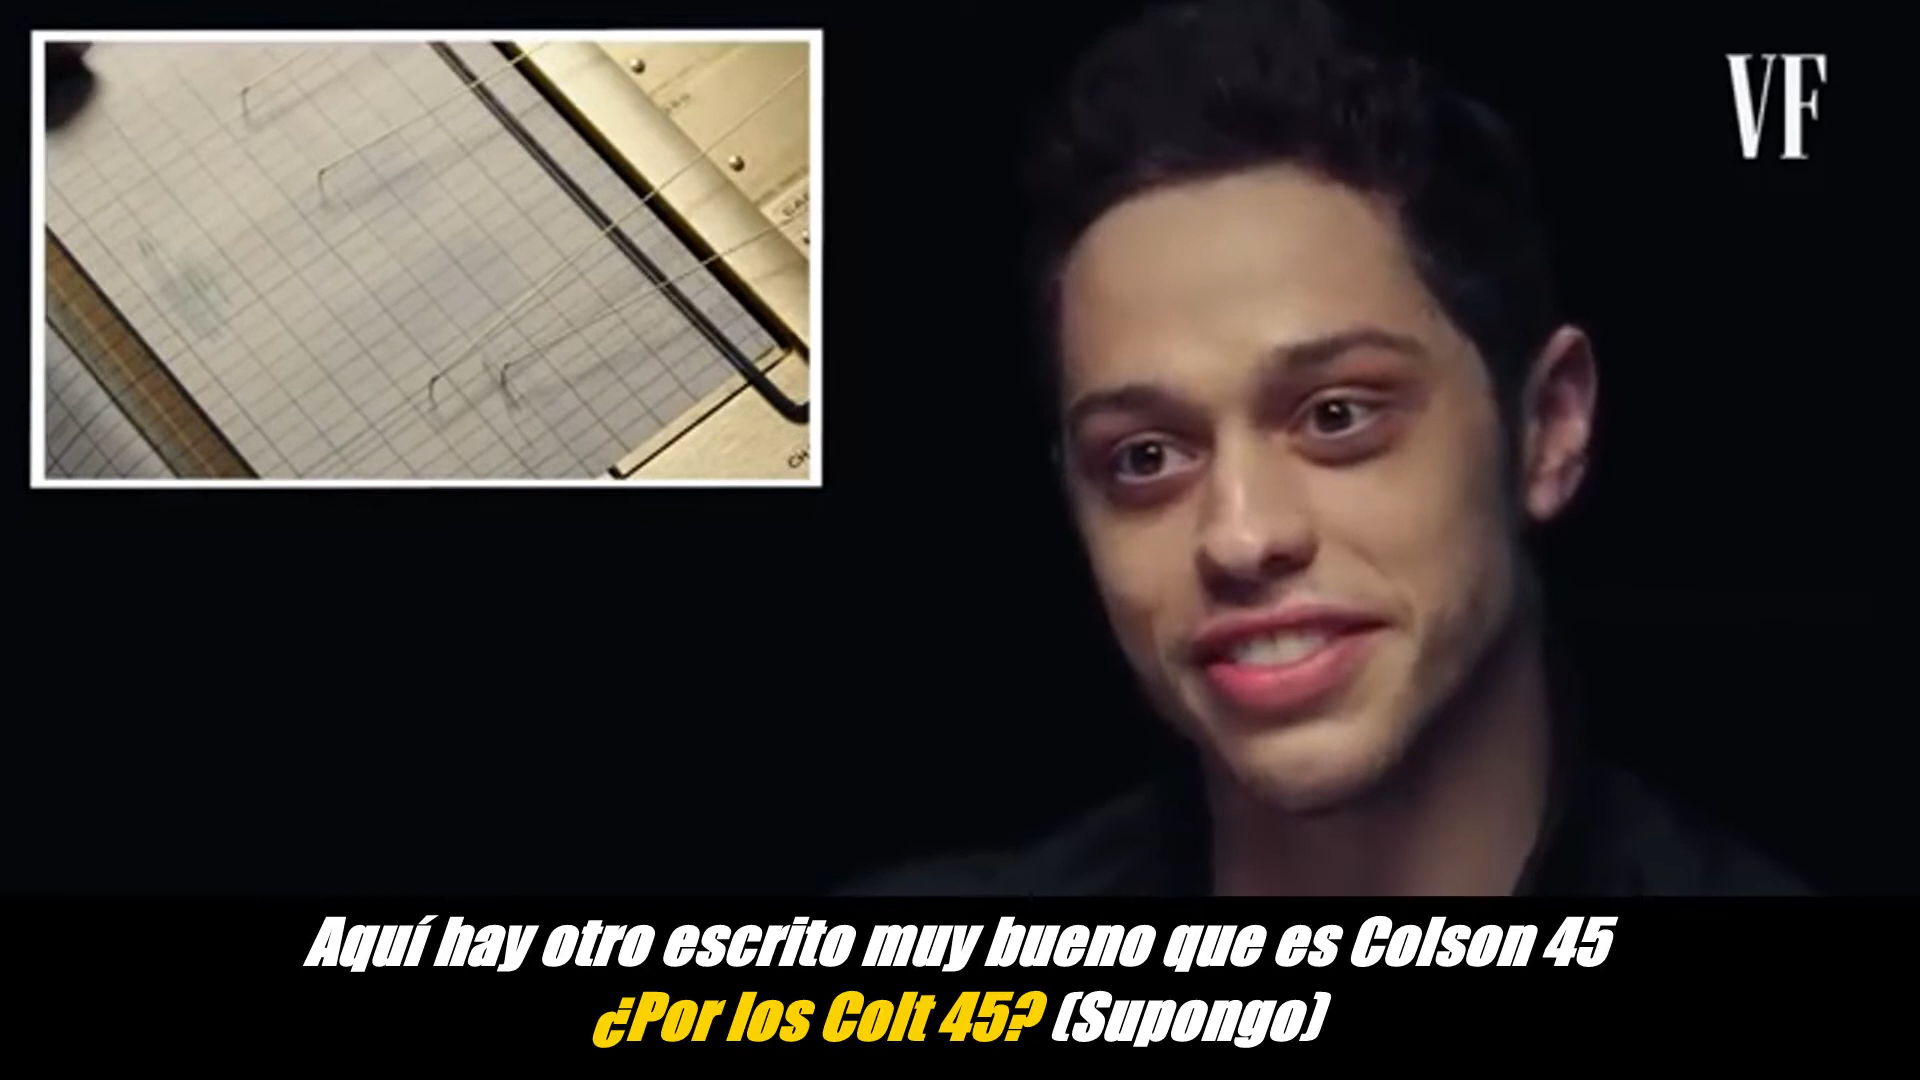 VF
Aquí hay otro escrito muy bueno que es Colson 45
¿Por los Colt 45? (Supongo)